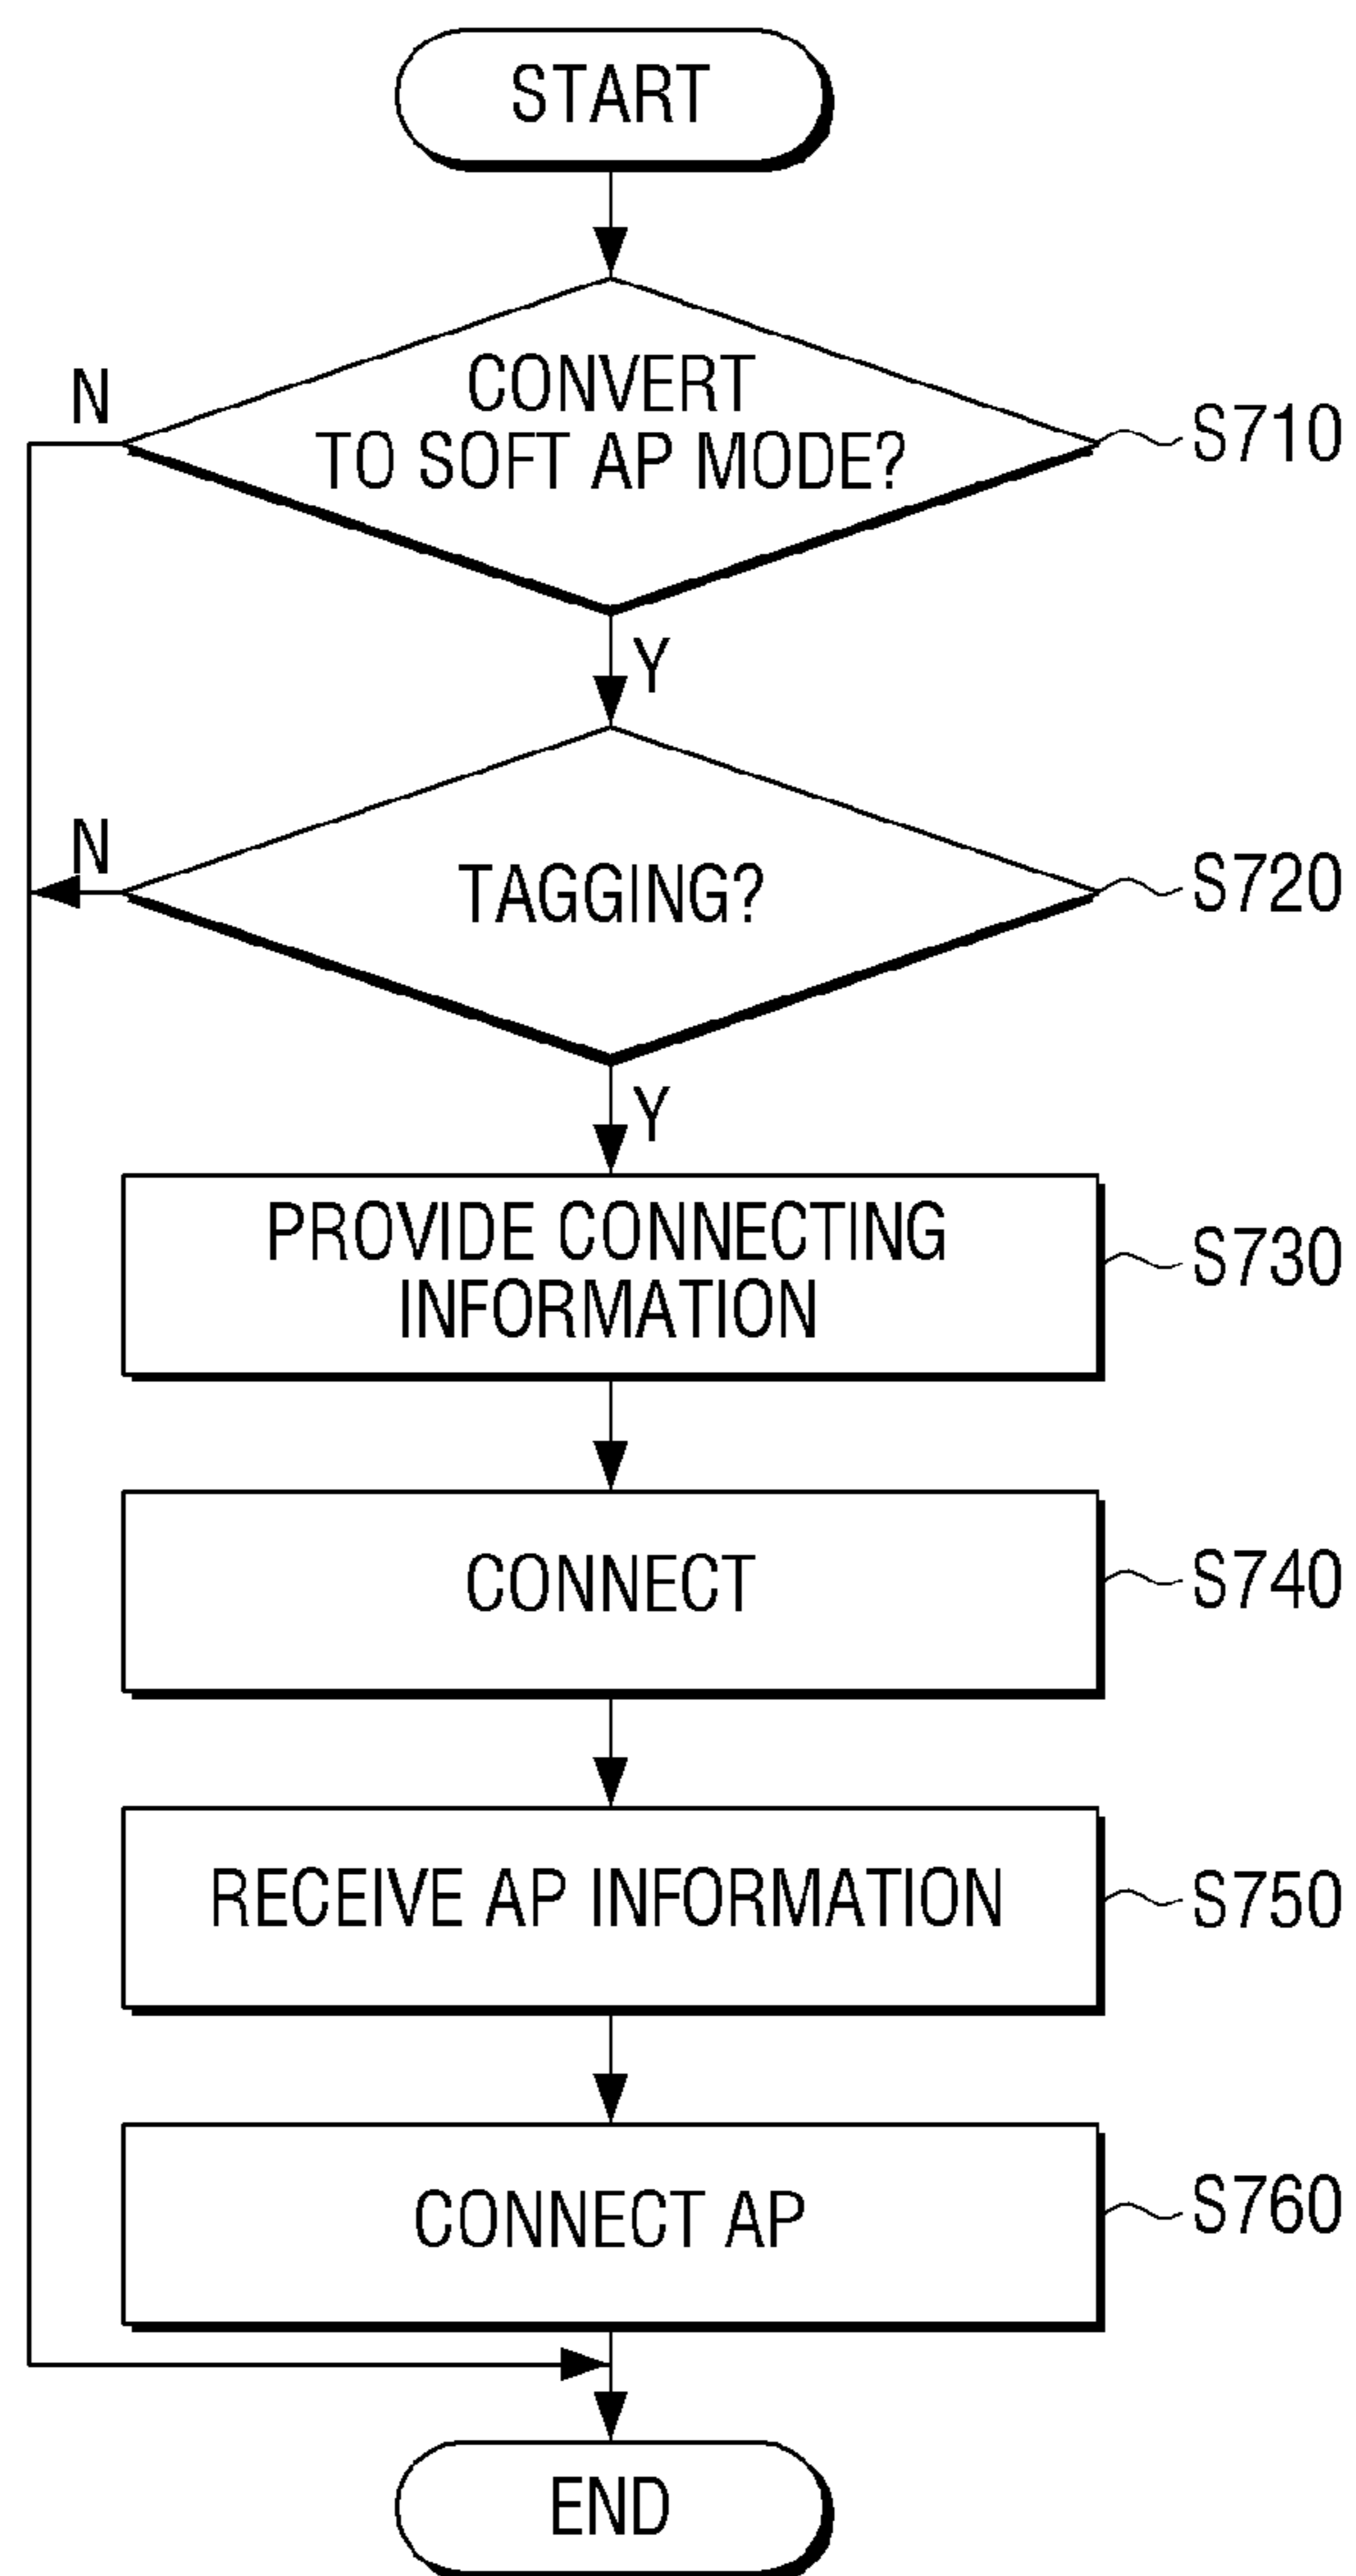 START
CONVERT
TO SOFT AP MODE?
N
S710
Y
TAGGING?
N
S720
Y
PROVIDE CONNECTING
INFORMATION
S730
CONNECT
S740
RECEIVE AP INFORMATION
S750
CONNECT AP
S760
END